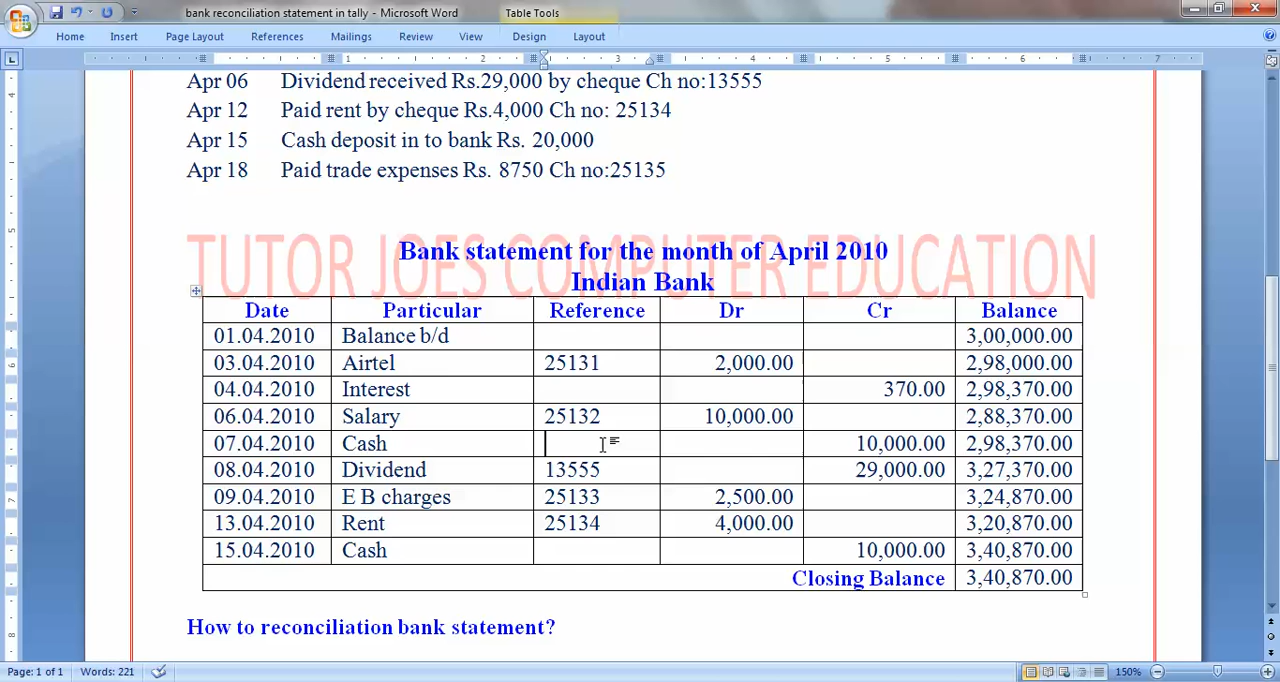 bank reconciliation statement in tally - Microsoft Word
Table Tools
Home Insert Page Layout References Mailings Review View Design Layout
1 2 3 4 5 6 7
Apr 06 Dividend received Rs.29,000 by cheque Ch no:13555
Apr 12 Paid rent by cheque Rs.4,000 Ch no: 25134
Apr 15 Cash deposit in to bank Rs. 20,000
Apr 18 Paid trade expenses Rs. 8750 Ch no:25135
TUTOR JOES COMPUTER EDUCATION
Bank statement for the month of April 2010
Indian Bank
Date Particular Reference Dr Cr Balance
01.04.2010 Balance b/d 3,00,000.00
03.04.2010 Airtel 25131 2,000.00 2,98,000.00
04.04.2010 Interest 370.00 2,98,370.00
06.04.2010 Salary 25132 10,000.00 2,88,370.00
07.04.2010 Cash 10,000.00 2,98,370.00
08.04.2010 Dividend 13555 29,000.00 3,27,370.00
09.04.2010 E B charges 25133 2,500.00 3,24,870.00
13.04.2010 Rent 25134 4,000.00 3,20,870.00
15.04.2010 Cash 10,000.00 3,40,870.00
Closing Balance 3,40,870.00
How to reconciliation bank statement?
Page: 1 of 1 Words: 221 150%